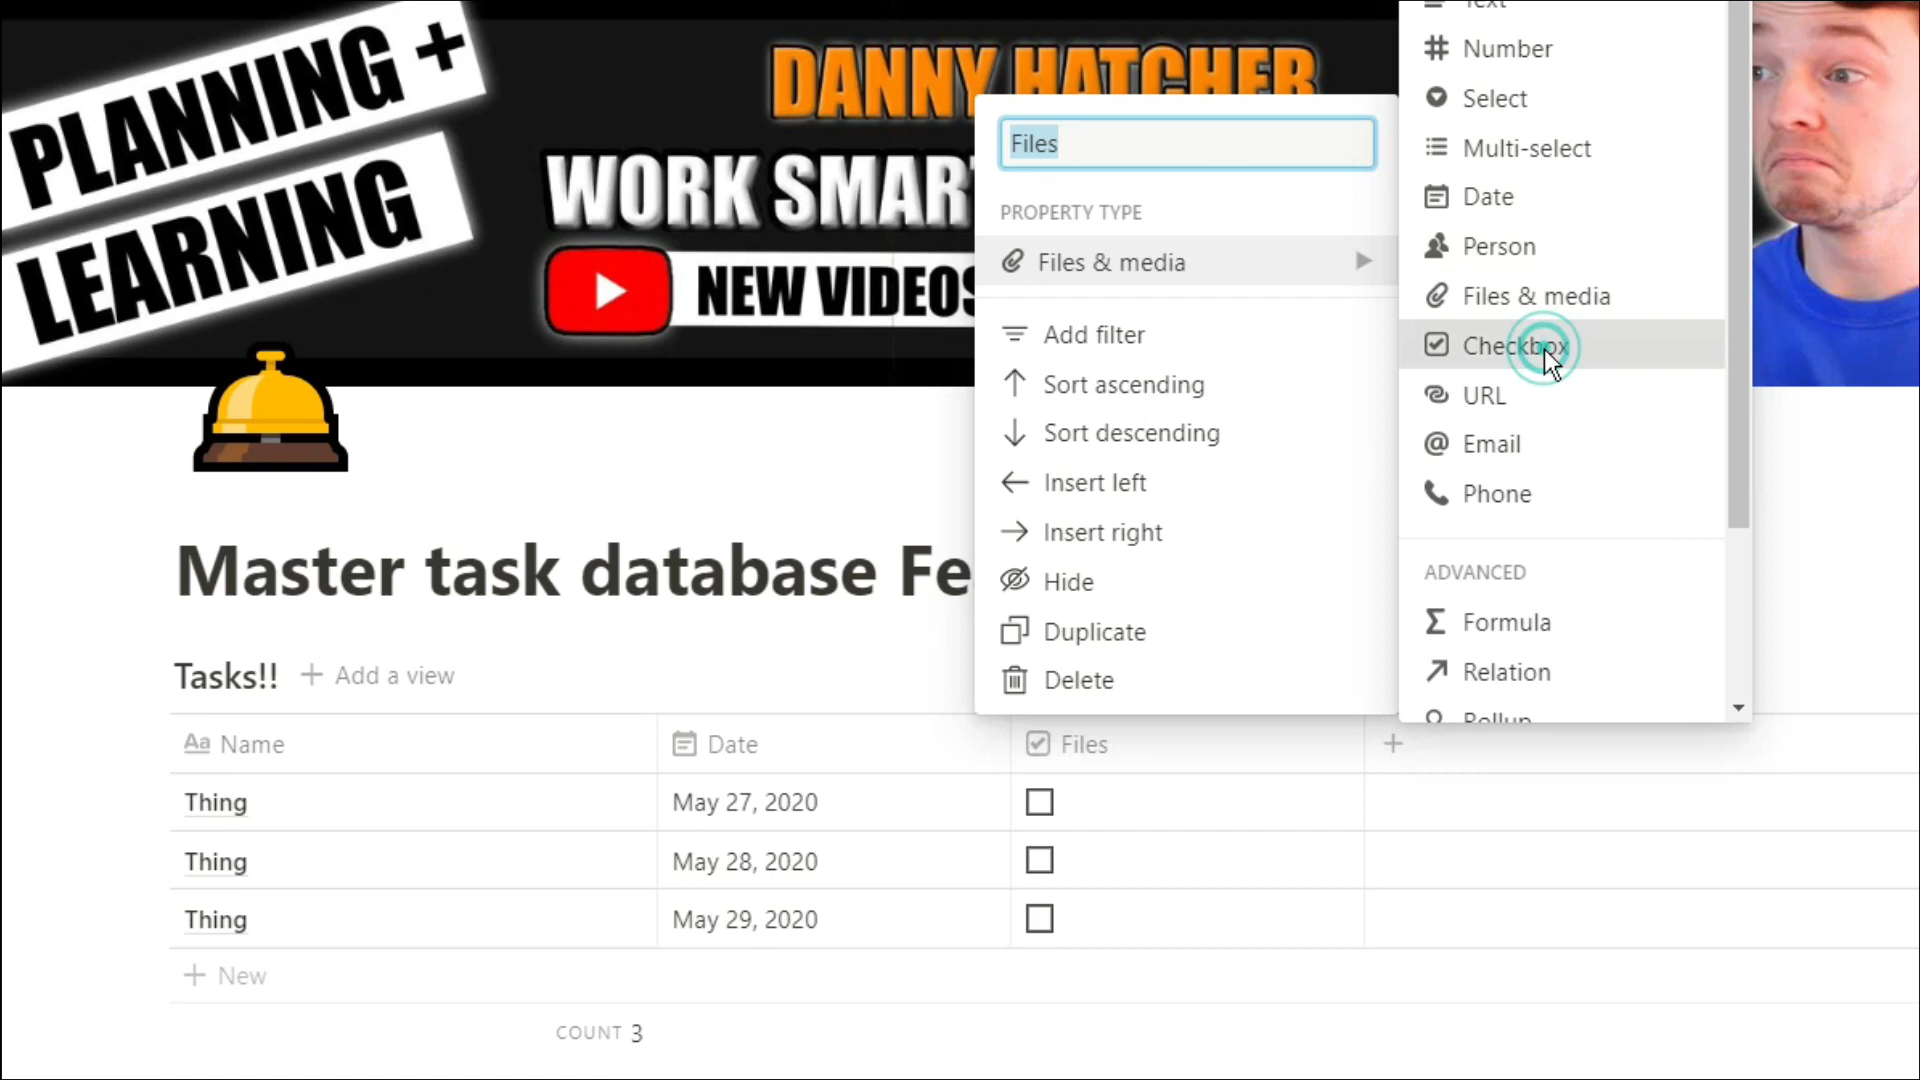 PLANNING +
LEARNING
DANNY HATCHER
WORK SMAR
NEW VIDEOS
Files
PROPERTY TYPE
Files & media
Add filter
Sort ascending
Sort descending
Insert left
Insert right
Hide
Duplicate
Delete
Text
Number
Select
Multi-select
Date
Person
Files & media
Checkbox
URL
Email
Phone
ADVANCED
Formula
Relation
Rollup
Master task database Fe
Tasks!! + Add a view
Aa Name Date Files +
Thing May 27, 2020
Thing May 28, 2020
Thing May 29, 2020
+ New
COUNT 3